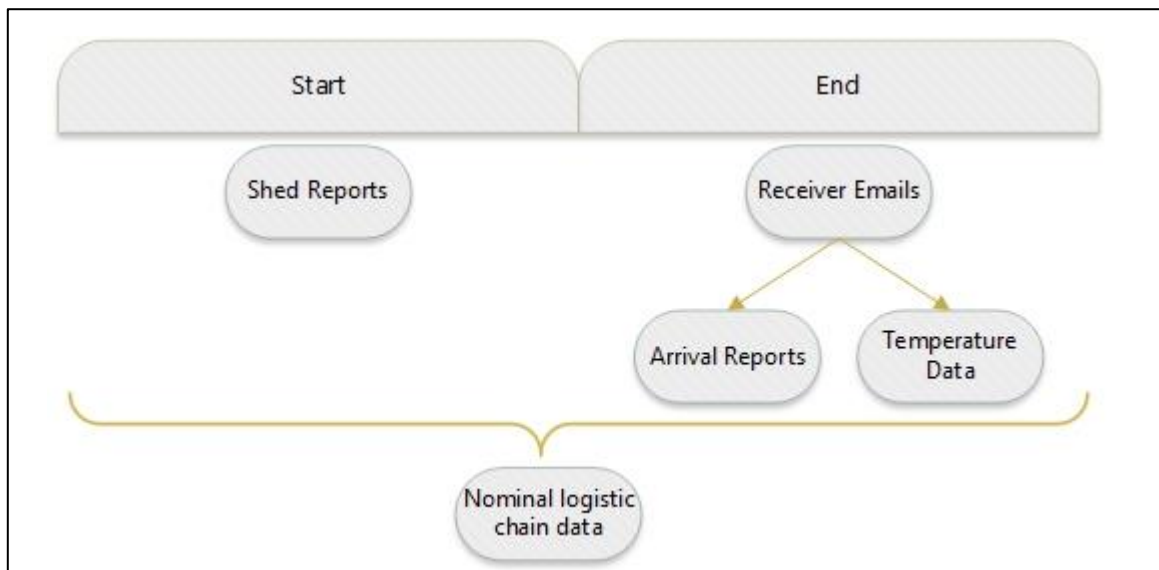 Start
End
Shed Reports
Receiver Emails
Arrival Reports
Temperature
Data
Nominal logistic
chain data